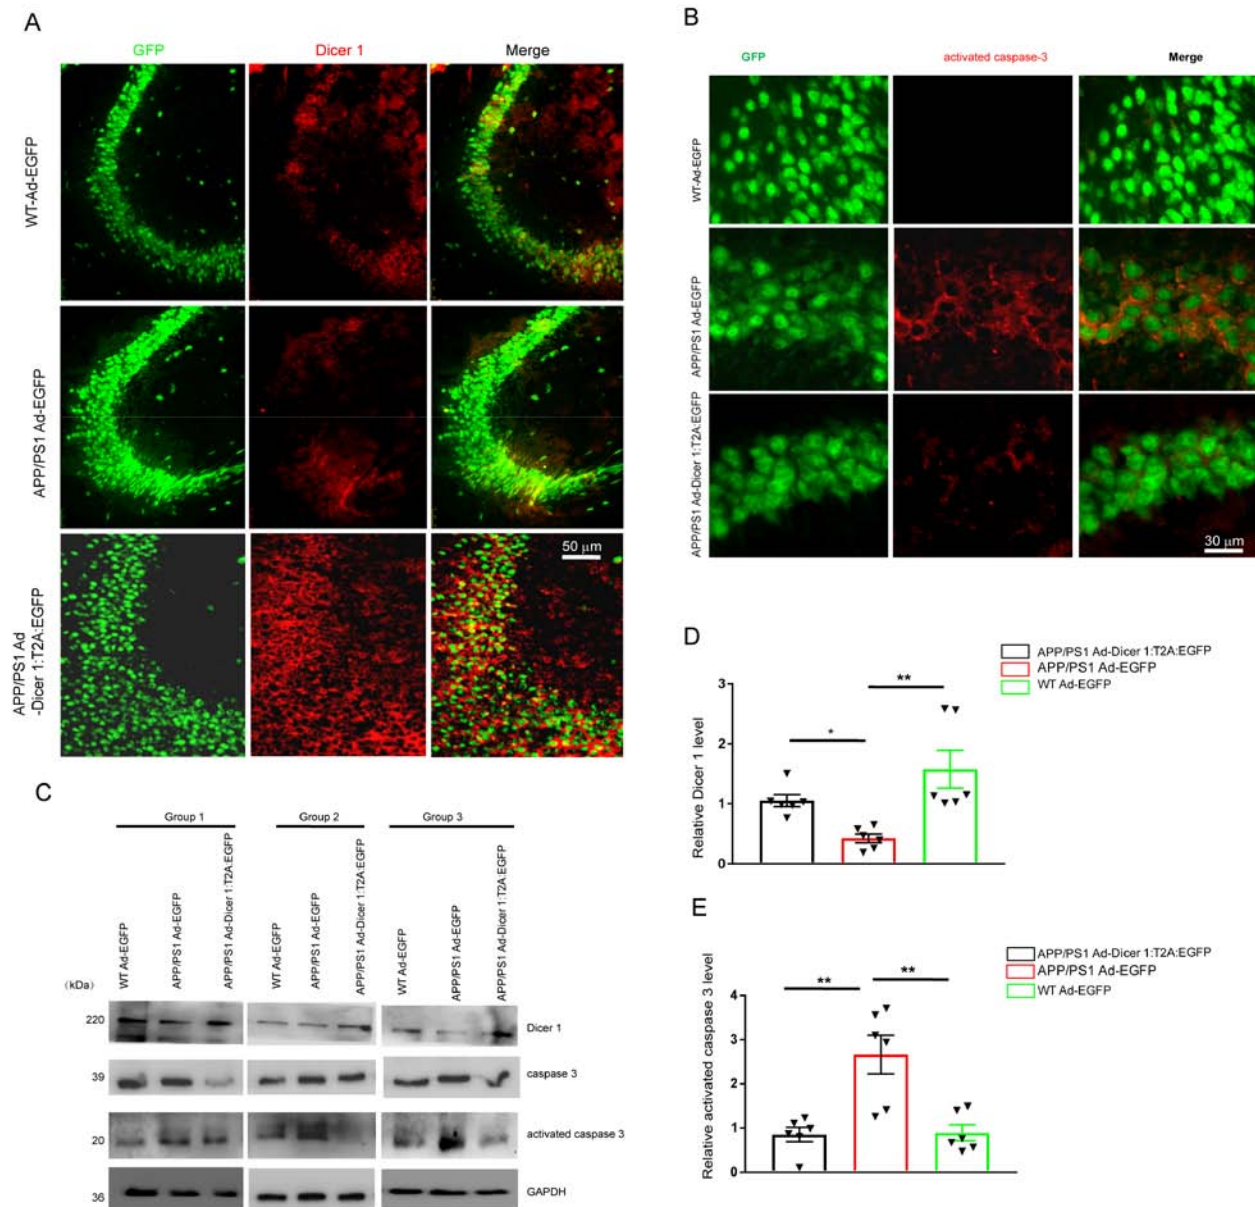 A
GFP
Dicer 1
Merge
WT-Ad-EGFP
APP/PS1 Ad-EGFP
APP/PS1 Ad
-Dicer 1:T2A:EGFP
50 μm
B
GFP
activated caspase-3
Merge
WT-Ad-EGFP
APP/PS1 Ad-EGFP
APP/PS1 Ad-Dicer 1:T2A:EGFP
30 μm
C
Group 1
Group 2
Group 3
WT Ad-EGFP
APP/PS1 Ad-EGFP
APP/PS1 Ad-Dicer 1:T2A:EGFP
WT Ad-EGFP
APP/PS1 Ad-EGFP
APP/PS1 Ad-Dicer 1:T2A:EGFP
WT Ad-EGFP
APP/PS1 Ad-EGFP
APP/PS1 Ad-Dicer 1:T2A:EGFP
(kDa)
220
Dicer 1
39
caspase 3
20
activated caspase 3
36
GAPDH
D
APP/PS1 Ad-Dicer 1:T2A:EGFP
APP/PS1 Ad-EGFP
WT Ad-EGFP
Relative Dicer 1 level
3
2
1
0
*
**
E
APP/PS1 Ad-Dicer 1:T2A:EGFP
APP/PS1 Ad-EGFP
WT Ad-EGFP
Relative activated caspase 3 level
4
3
2
1
0
**
**